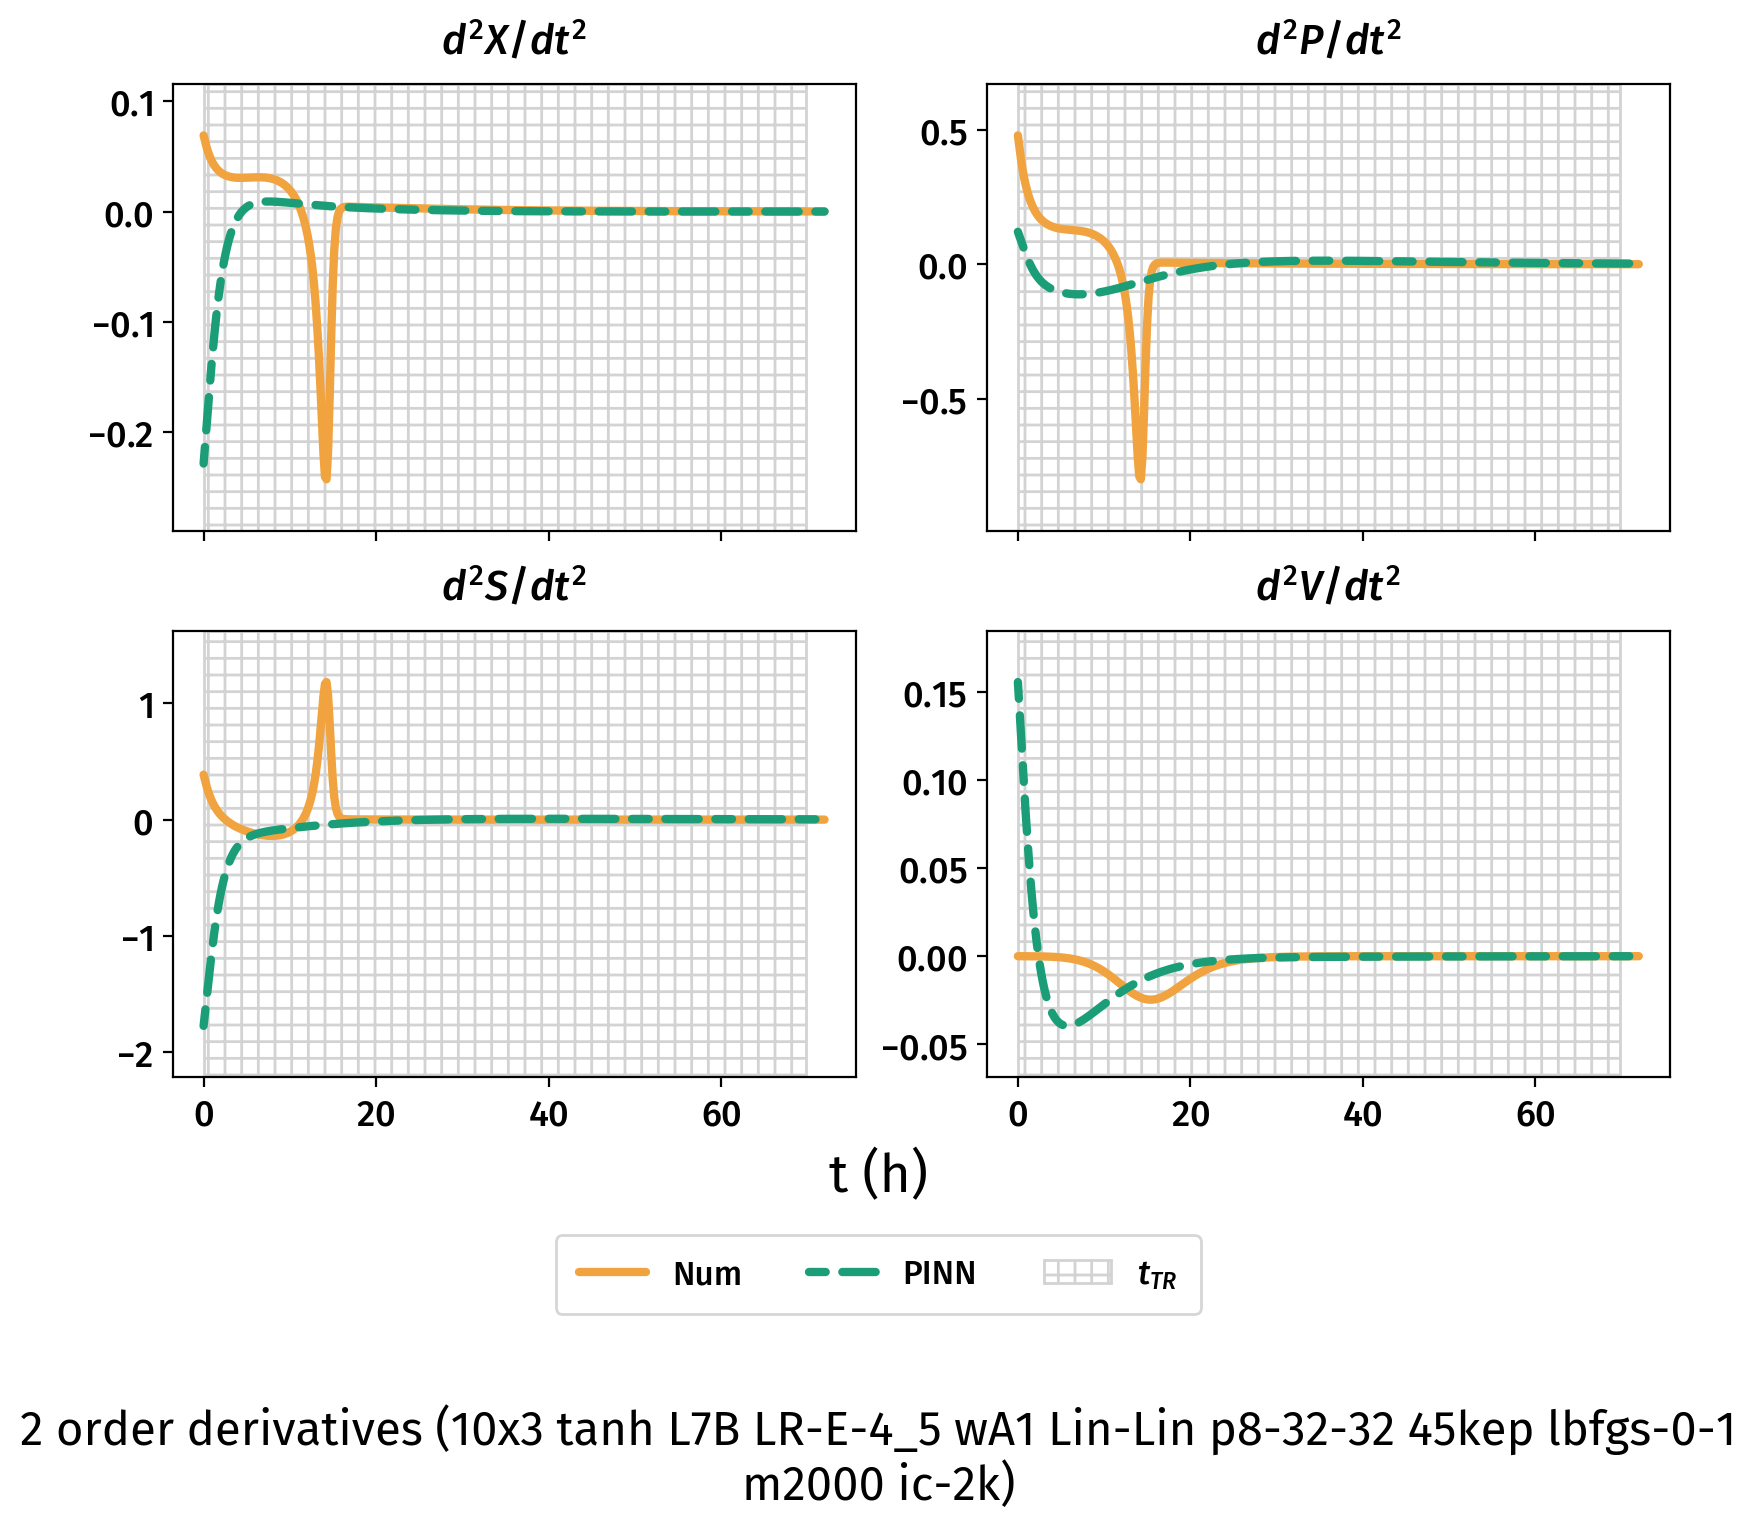 d²X/dt²
d²P/dt²
0.1
0.0
−0.1
−0.2
0.5
0.0
−0.5
d²S/dt²
d²V/dt²
1
0
−1
−2
0.15
0.10
0.05
0.00
−0.05
0 20 40 60
0 20 40 60
t (h)
Num PINN t_TR
2 order derivatives (10x3 tanh L7B LR-E-4_5 wA1 Lin-Lin p8-32-32 45kep lbfgs-0-1
m2000 ic-2k)